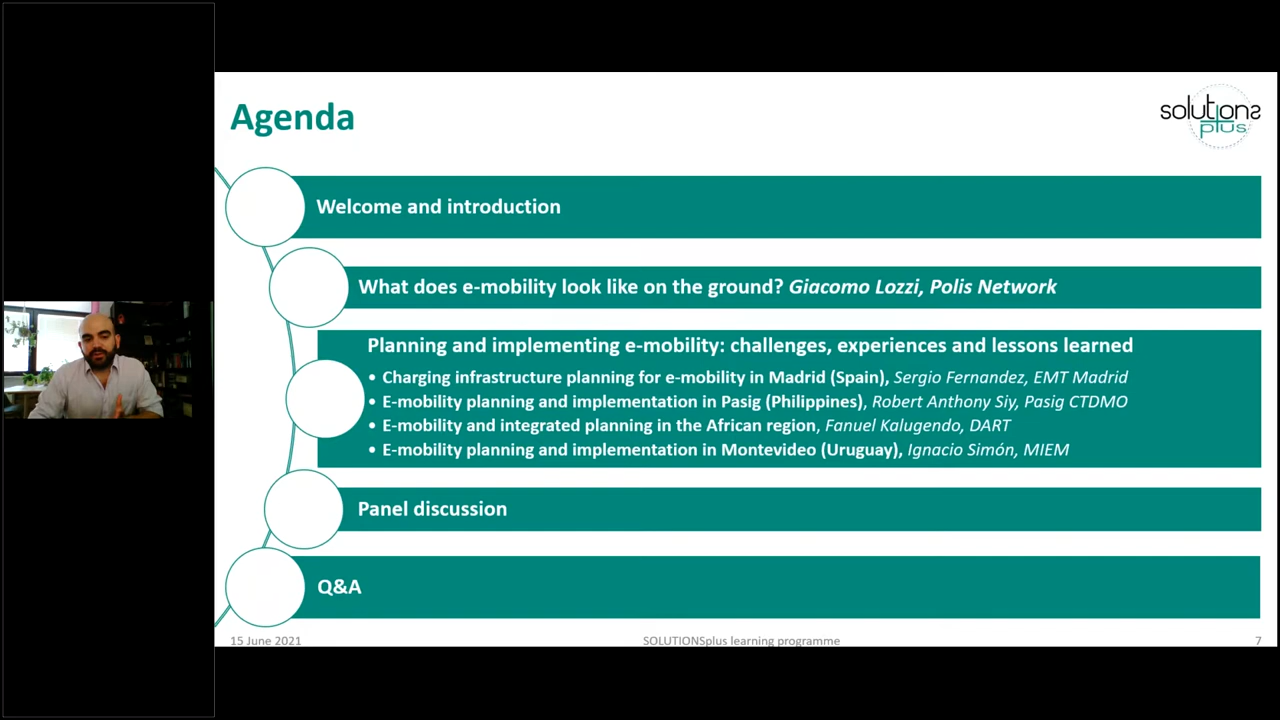 Agenda
solutions
plus
Welcome and introduction
What does e-mobility look like on the ground? Giacomo Lozzi, Polis Network
Planning and implementing e-mobility: challenges, experiences and lessons learned
• Charging infrastructure planning for e-mobility in Madrid (Spain), Sergio Fernandez, EMT Madrid
• E-mobility planning and implementation in Pasig (Philippines), Robert Anthony Siy, Pasig CTDMO
• E-mobility and integrated planning in the African region, Fanuel Kalugendo, DART
• E-mobility planning and implementation in Montevideo (Uruguay), Ignacio Simón, MIEM
Panel discussion
Q&A
15 June 2021
SOLUTIONSplus learning programme
7